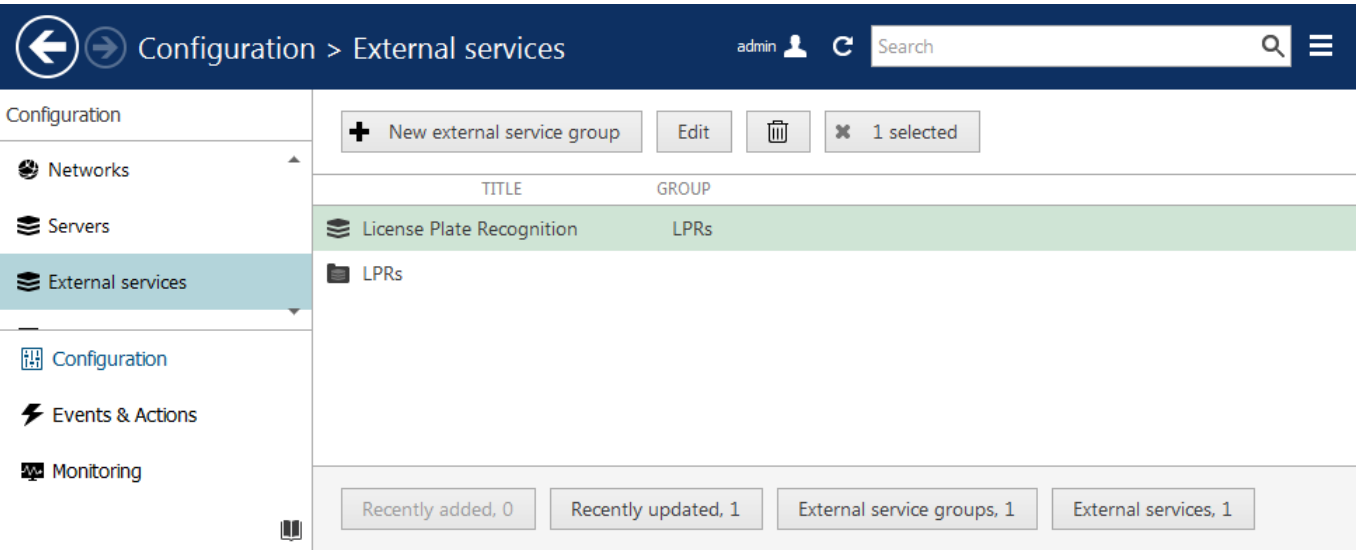 Configuration > External services
admin
Search
Configuration
Networks
Servers
External services
Configuration
Events & Actions
Monitoring
New external service group
Edit
1 selected
TITLE GROUP
License Plate Recognition LPRs
LPRs
Recently added, 0
Recently updated, 1
External service groups, 1
External services, 1